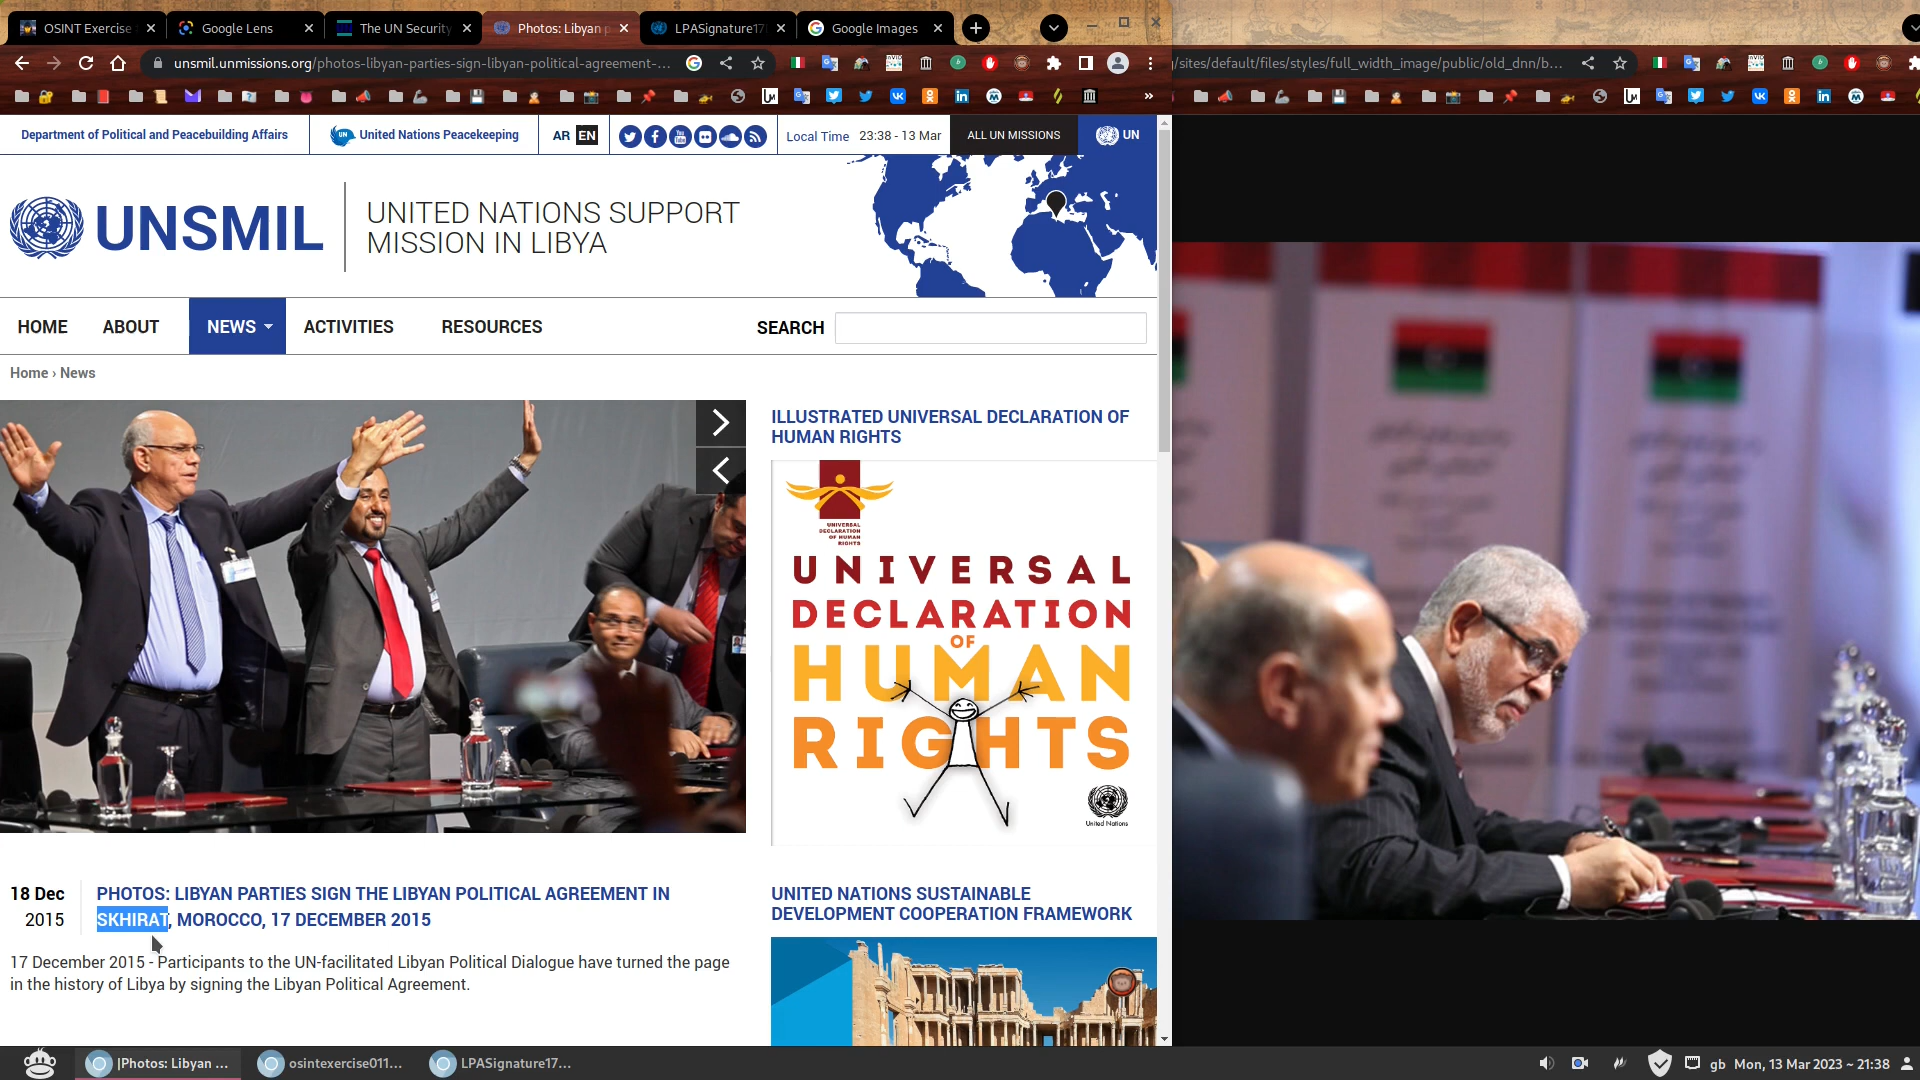 OSINT Exercise
Google Lens
The UN Security
Photos: Libyan p
LPASignature17
Google Images
unsmil.unmissions.org/photos-libyan-parties-sign-libyan-political-agreement-...
/sites/default/files/styles/full_width_image/public/old_dnn/b...
Department of Political and Peacebuilding Affairs
UN
United Nations Peacekeeping
AR EN
Local Time 23:38 - 13 Mar
ALL UN MISSIONS
UN
UNSMIL
UNITED NATIONS SUPPORT
MISSION IN LIBYA
HOME
ABOUT
NEWS
ACTIVITIES
RESOURCES
SEARCH
Home › News
ILLUSTRATED UNIVERSAL DECLARATION OF
HUMAN RIGHTS
UNIVERSAL
DECLARATION
OF HUMAN
RIGHTS
UNIVERSAL
DECLARATION
OF
HUMAN
RIGHTS
United Nations
18 Dec
2015
PHOTOS: LIBYAN PARTIES SIGN THE LIBYAN POLITICAL AGREEMENT IN
SKHIRAT, MOROCCO, 17 DECEMBER 2015
17 December 2015 - Participants to the UN-facilitated Libyan Political Dialogue have turned the page
in the history of Libya by signing the Libyan Political Agreement.
UNITED NATIONS SUSTAINABLE
DEVELOPMENT COOPERATION FRAMEWORK
|Photos: Libyan ...
osintexercise011...
LPASignature17...
gb
Mon, 13 Mar 2023 ~ 21:38